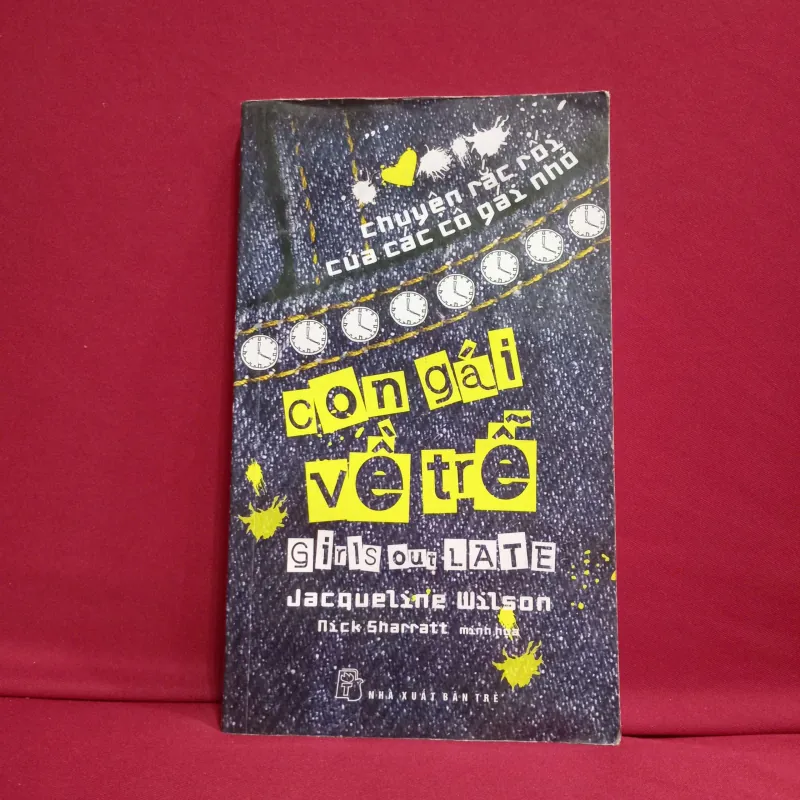 chuyện rắc rối
của các cô gái nhỏ
con gái
về trễ
Girls out LATE
Jacqueline Wilson
Nick Sharratt minh họa
NHÀ XUẤT BẢN TRẺ